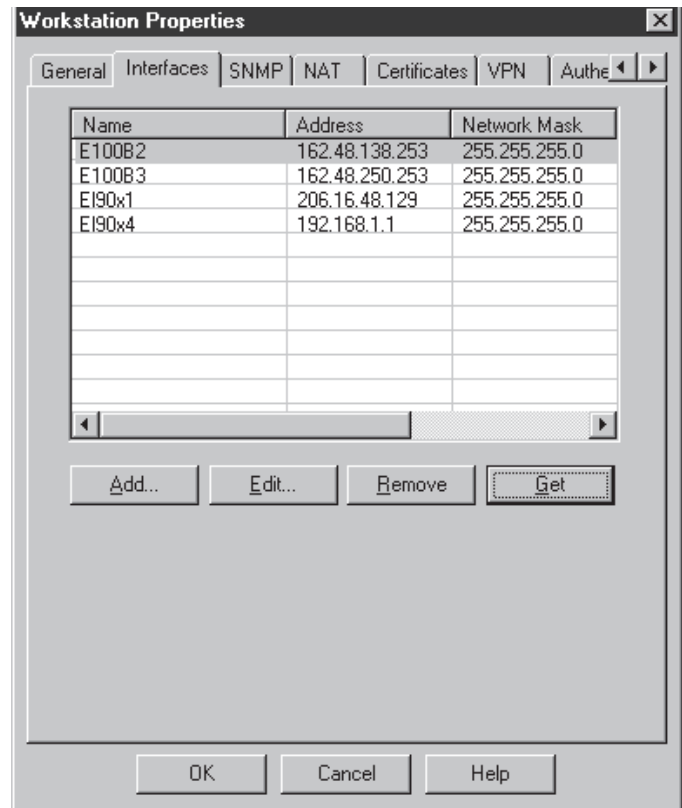 Workstation Properties
General Interfaces SNMP NAT Certificates VPN Authe
Name Address Network Mask
E100B2 162.48.138.253 255.255.255.0
E100B3 162.48.250.253 255.255.255.0
El90x1 206.16.48.129 255.255.255.0
El90x4 192.168.1.1 255.255.255.0
Add... Edit... Remove Get
OK Cancel Help